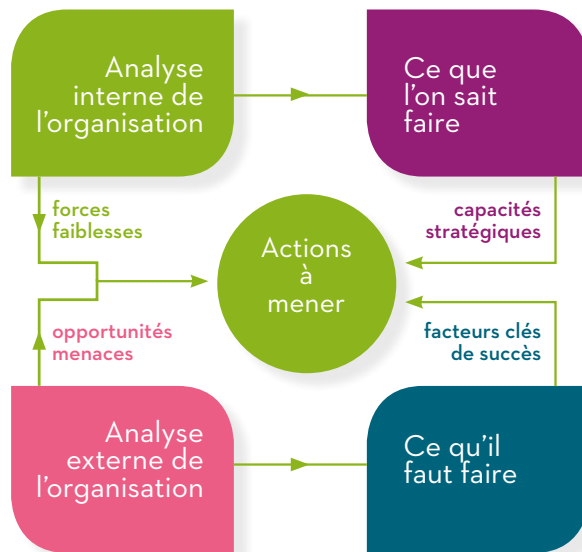 Analyse
interne de
l'organisation
Ce que
l'on sait
faire
forces
faiblesses
capacités
stratégiques
Actions
à
mener
opportunités
menaces
facteurs clés
de succès
Analyse
externe de
l'organisation
Ce qu'il
faut faire